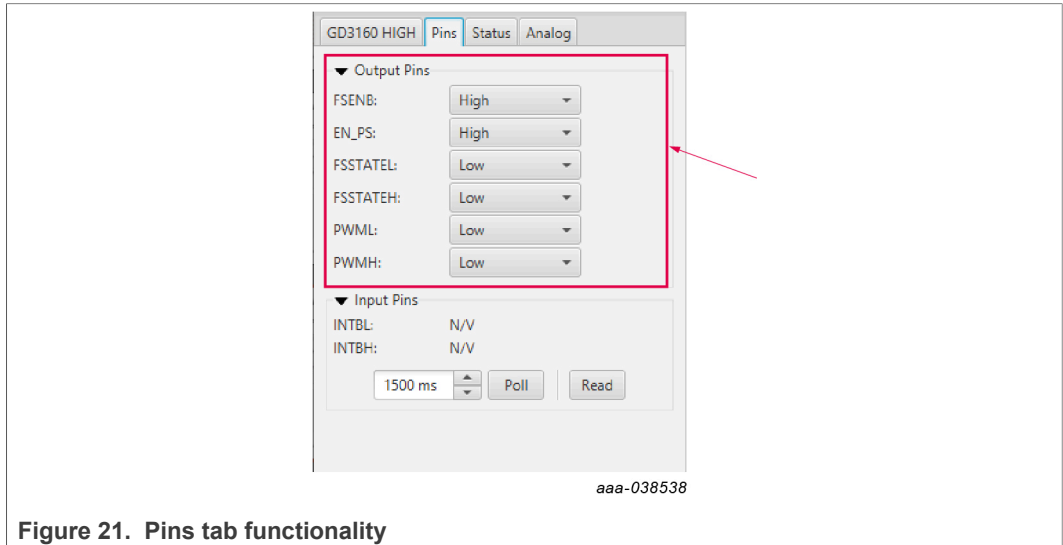 GD3160 HIGH Pins Status Analog
Output Pins
FSENB: High
EN_PS: High
FSSTATEL: Low
FSSTATEH: Low
PWML: Low
PWMH: Low
Input Pins
INTBL: N/V
INTBH: N/V
1500 ms Poll Read
aaa-038538
Figure 21. Pins tab functionality